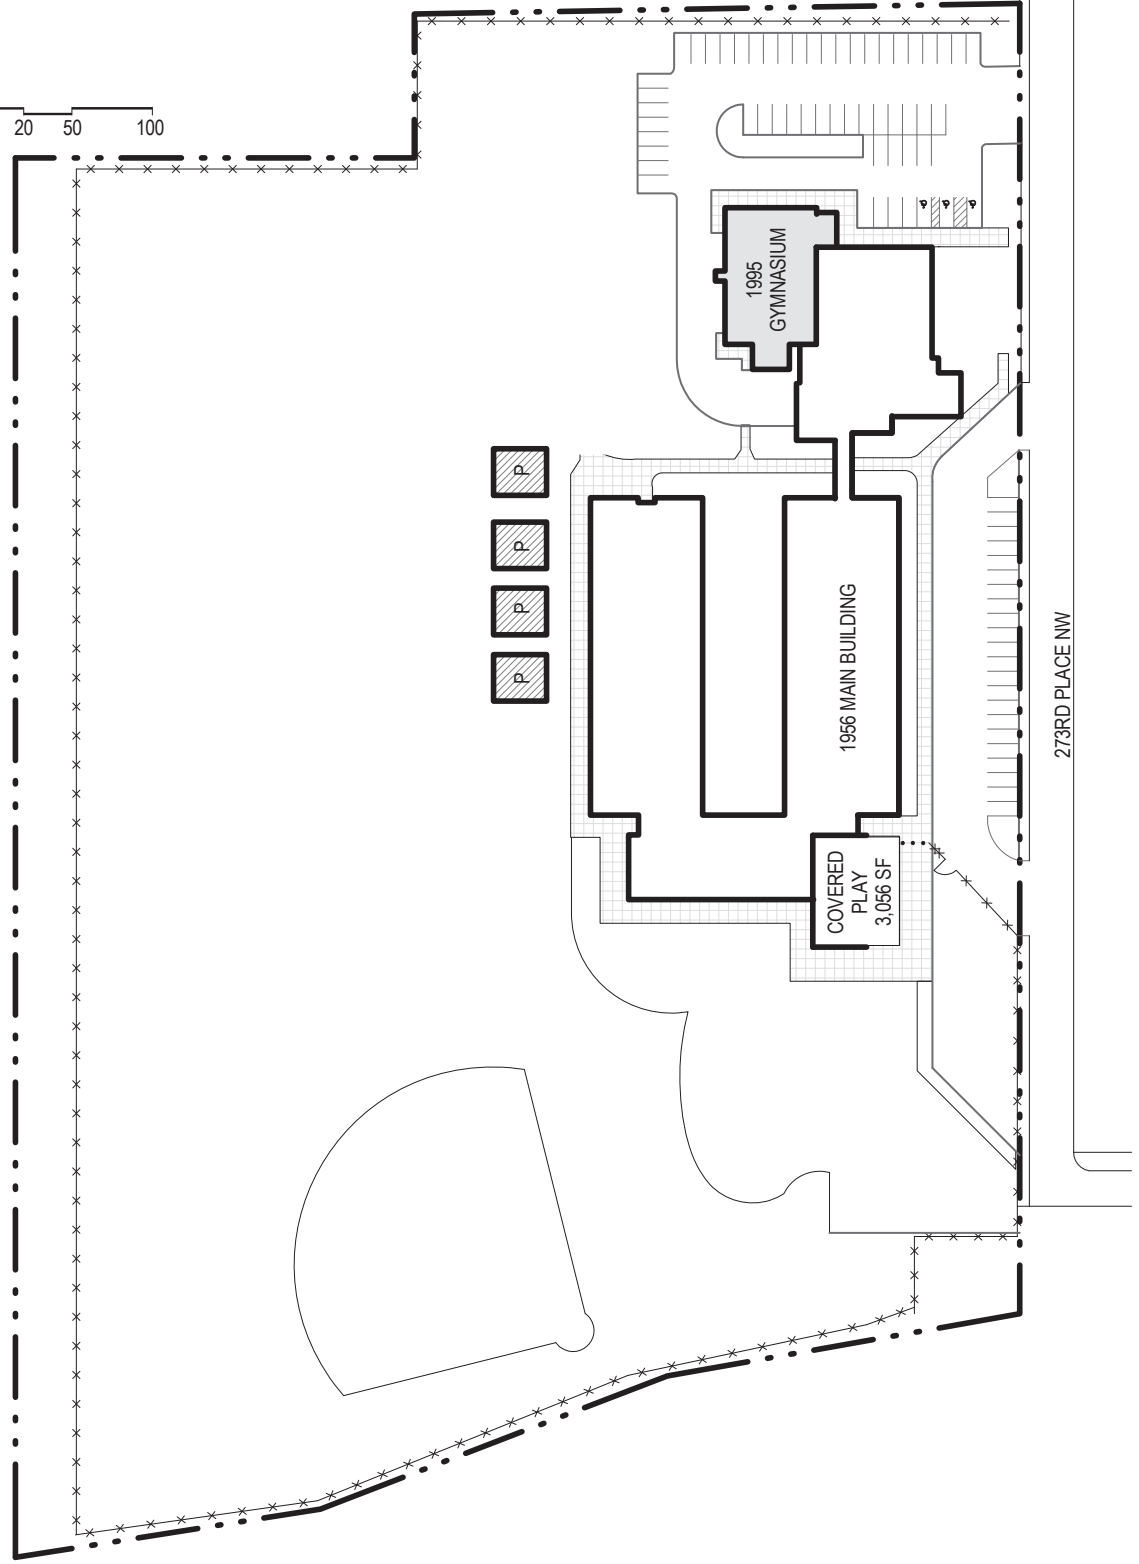 20 50 100
1995
GYMNASIUM
P
P
P
P
1956 MAIN BUILDING
273RD PLACE NW
COVERED
PLAY
3,056 SF